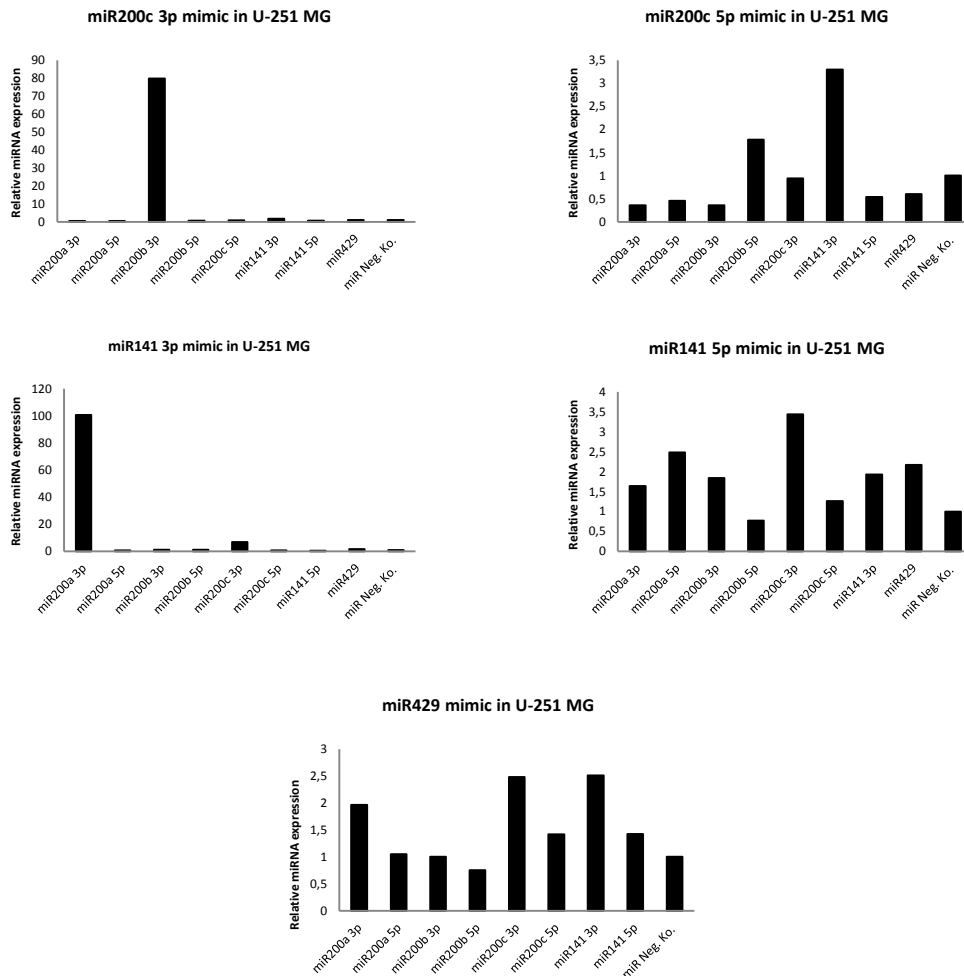 miR200c 3p mimic in U-251 MG
Relative miRNA expression
90
80
70
60
50
40
30
20
10
0
miR200a 3p
miR200a 5p
miR200b 3p
miR200b 5p
miR200c 5p
miR141 3p
miR141 5p
miR429
miR Neg. Ko.
miR200c 5p mimic in U-251 MG
Relative miRNA expression
3,5
3
2,5
2
1,5
1
0,5
0
miR200a 3p
miR200a 5p
miR200b 3p
miR200b 5p
miR200c 3p
miR141 3p
miR141 5p
miR429
miR Neg. Ko.
miR141 3p mimic in U-251 MG
Relative miRNA expression
120
100
80
60
40
20
0
miR200a 3p
miR200a 5p
miR200b 3p
miR200b 5p
miR200c 3p
miR200c 5p
miR141 5p
miR429
miR Neg. Ko.
miR141 5p mimic in U-251 MG
Relative miRNA expression
4
3,5
3
2,5
2
1,5
1
0,5
0
miR200a 3p
miR200a 5p
miR200b 3p
miR200b 5p
miR200c 3p
miR200c 5p
miR141 3p
miR429
miR Neg. Ko.
miR429 mimic in U-251 MG
Relative miRNA expression
3
2,5
2
1,5
1
0,5
0
miR200a 3p
miR200a 5p
miR200b 3p
miR200b 5p
miR200c 3p
miR200c 5p
miR141 3p
miR141 5p
miR Neg. Ko.